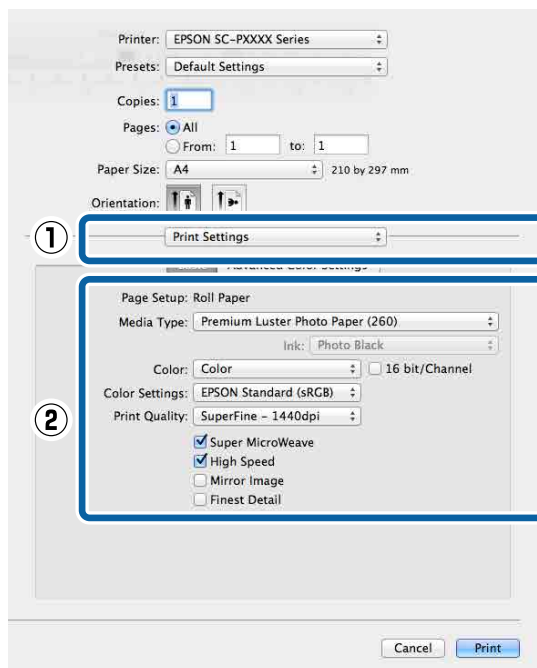 Printer: EPSON SC-PXXXX Series
Presets: Default Settings
Copies: 1
Pages: All
From: 1 to: 1
Paper Size: A4 210 by 297 mm
Orientation:
1 Print Settings
Advanced Color Settings
Page Setup: Roll Paper
Media Type: Premium Luster Photo Paper (260)
Ink: Photo Black
Color: Color 16 bit/Channel
Color Settings: EPSON Standard (sRGB)
2 Print Quality: SuperFine – 1440dpi
Super MicroWeave
High Speed
Mirror Image
Finest Detail
Cancel Print